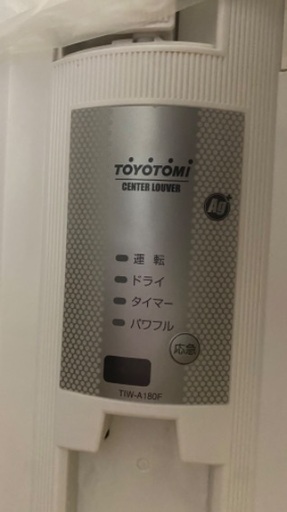 TOYOTOMI
CENTER LOUVER
Ag+
運転
ドライ
タイマー
パワフル
応急
TIW-A180F